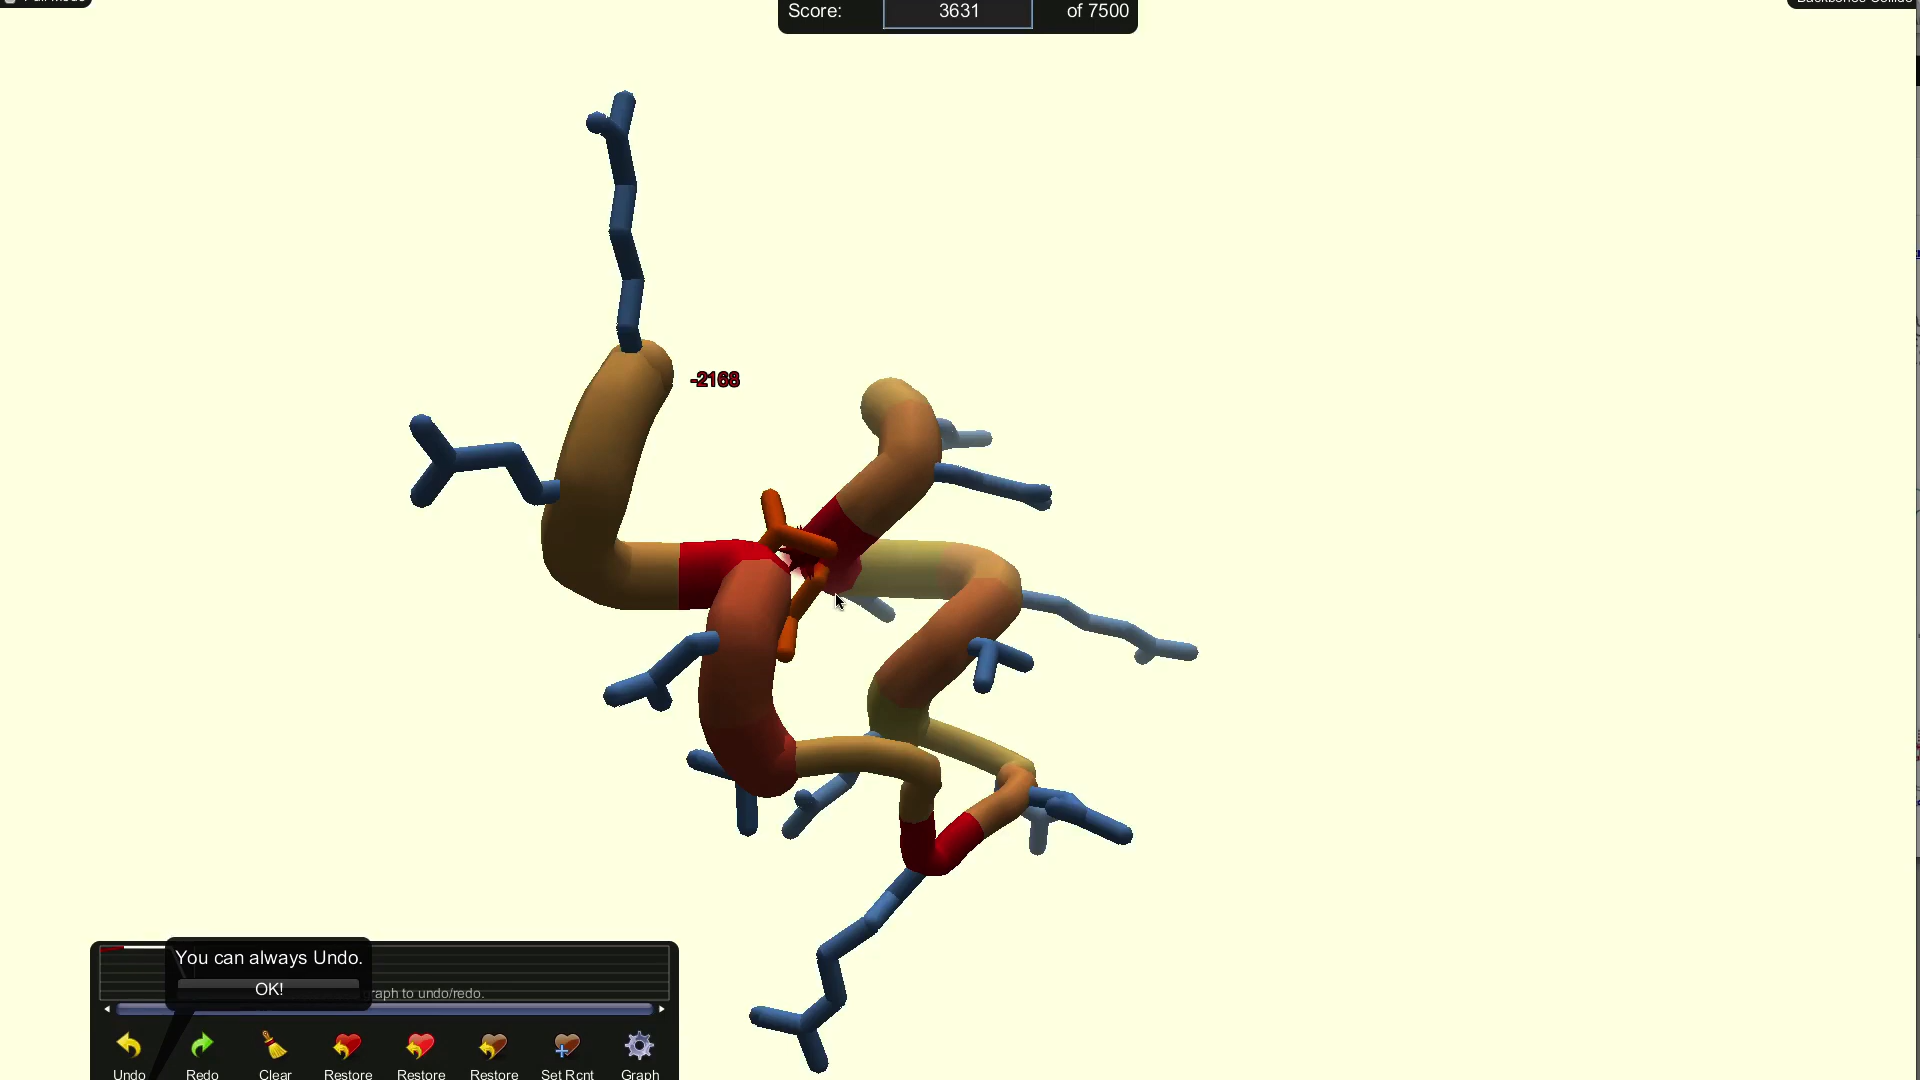 Score: 3631 of 7500
-2168
You can always Undo.
OK!
graph to undo/redo.
Undo Redo Clear Restore Restore Restore Set Rcnt Graph